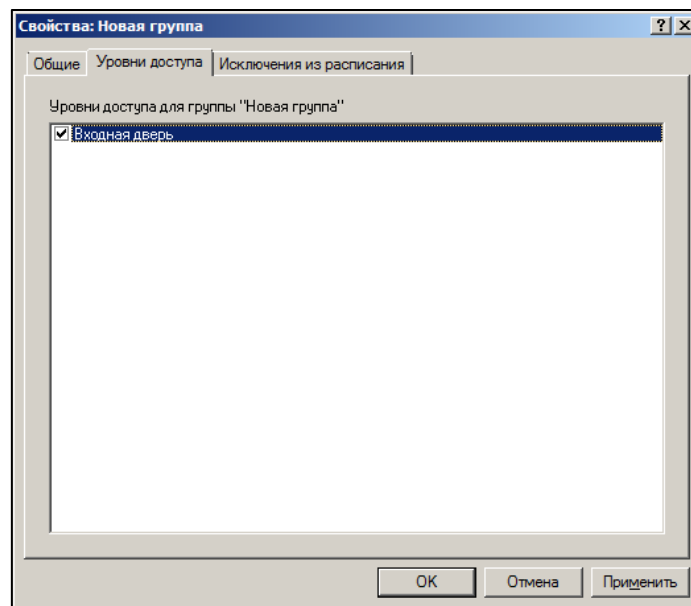 Свойства: Новая группа
Общие Уровни доступа Исключения из расписания
Уровни доступа для группы "Новая группа"
Входная дверь
OK Отмена Применить